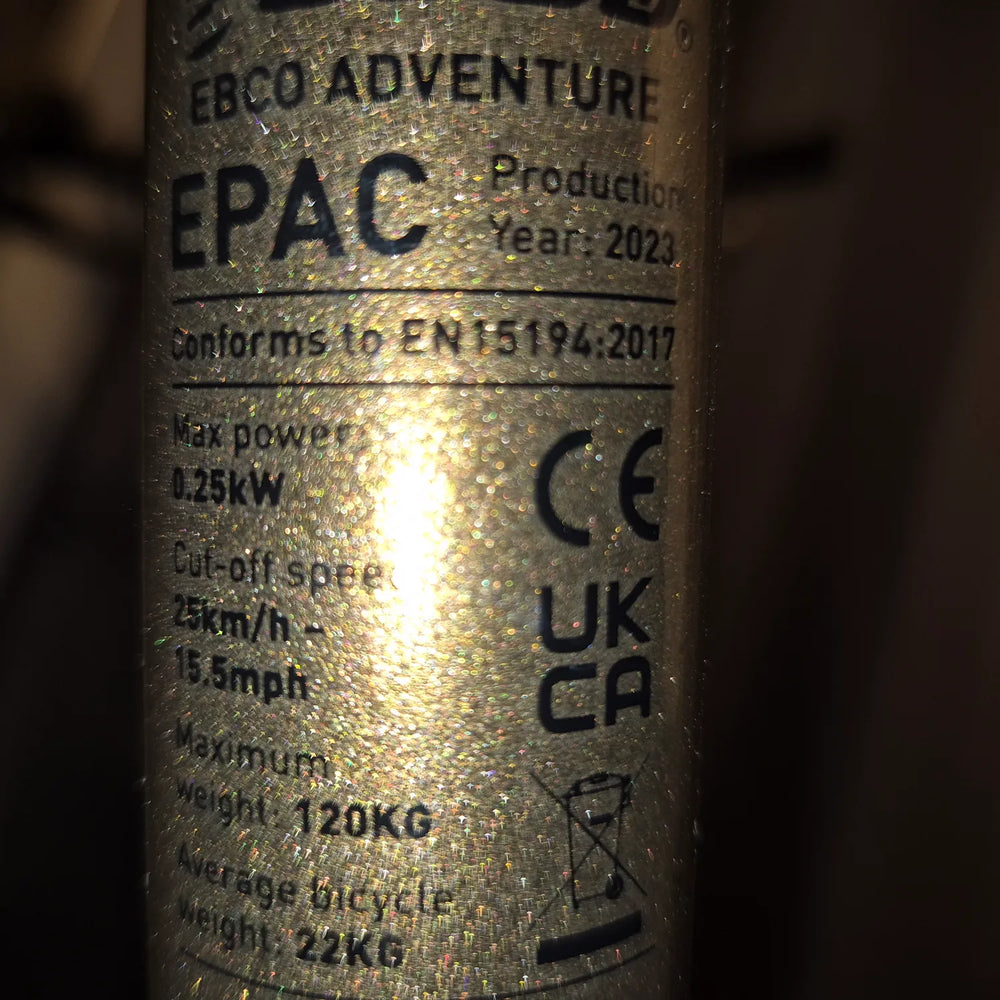 EBCO ADVENTURE
EPAC
Production
Year: 2023
Conforms to EN15194:2017
Max power:
0.25kW
Cut-off speed
25km/h -
15.5mph
Maximum
weight: 120KG
Average bicycle
weight: 22KG
CE
UK
CA